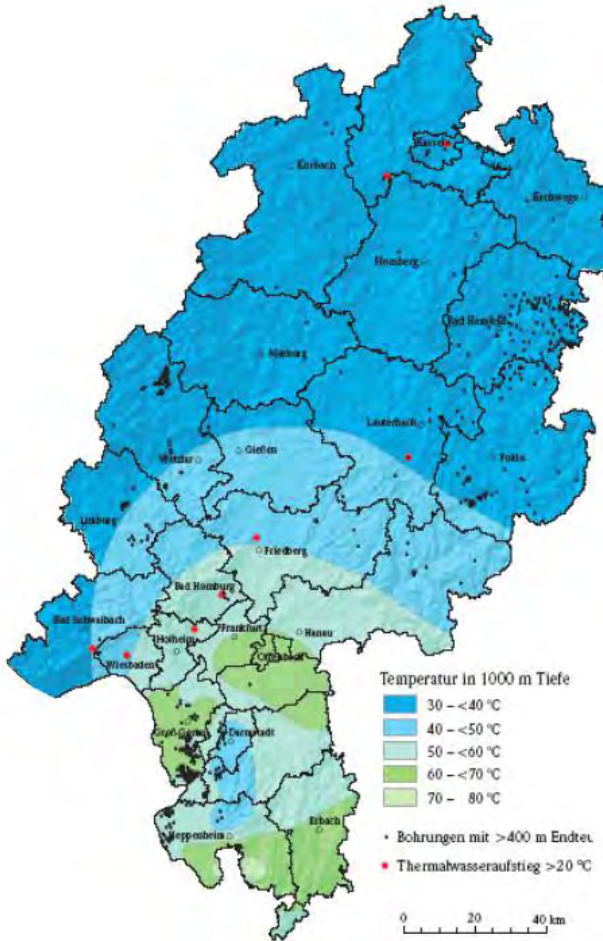 Kassel
Korbach
Eschwege
Homberg
Bad Hersfeld
Marburg
Lauterbach
Gießen
Wetzlar
Fulda
Limburg
Friedberg
Bad Homburg
Bad Schwalbach
Frankfurt
Hanau
Hofheim
Offenbach
Wiesbaden
Temperatur in 1000 m Tiefe
30 – <40 °C
40 – <50 °C
50 – <60 °C
60 – <70 °C
70 – 80 °C
Groß-Gerau
Darmstadt
Erbach
Heppenheim
Bohrungen mit >400 m Endteu
Thermalwasseraufstieg >20 °C
0 20 40 km